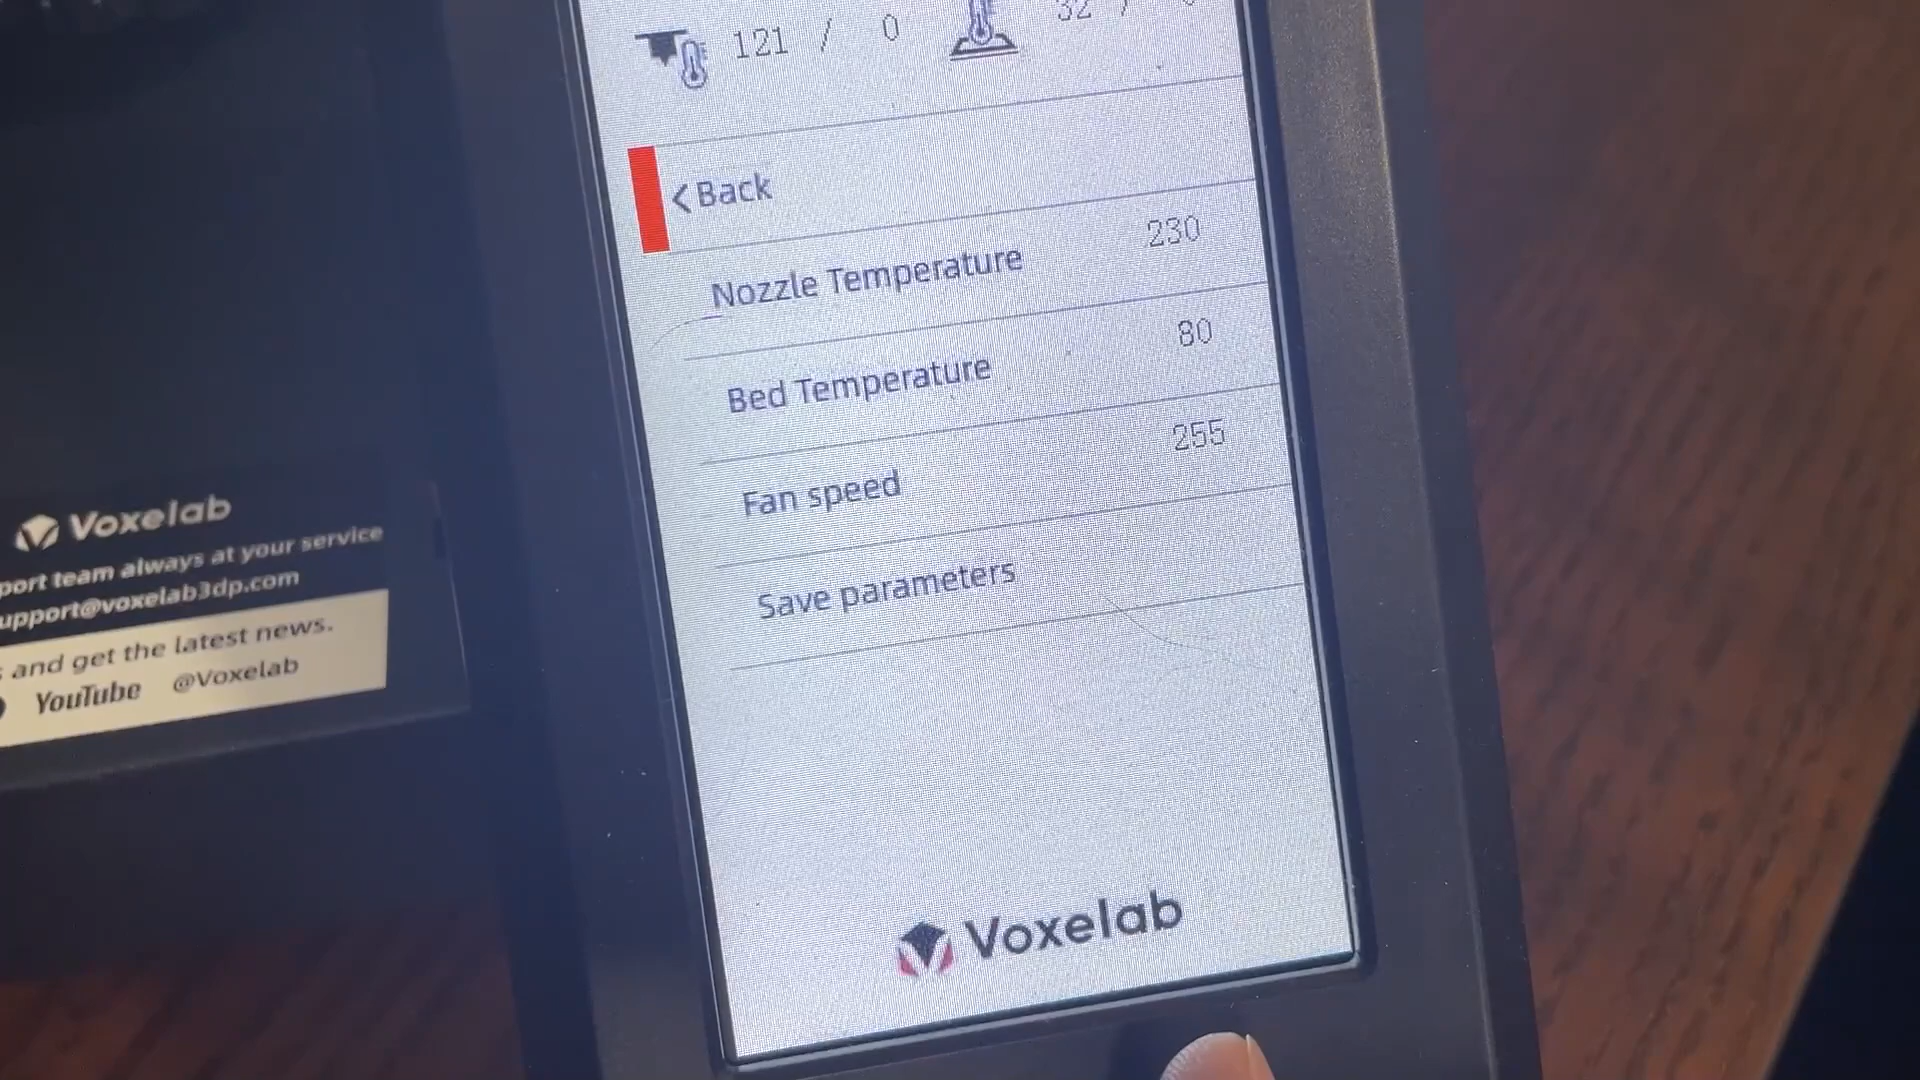 121 / 0 32 /
<Back
Nozzle Temperature 230
Bed Temperature 80
Fan speed 255
Save parameters
Voxelab
Voxelab
port team always at your service
upport@voxelab3dp.com
and get the latest news.
YouTube @Voxelab